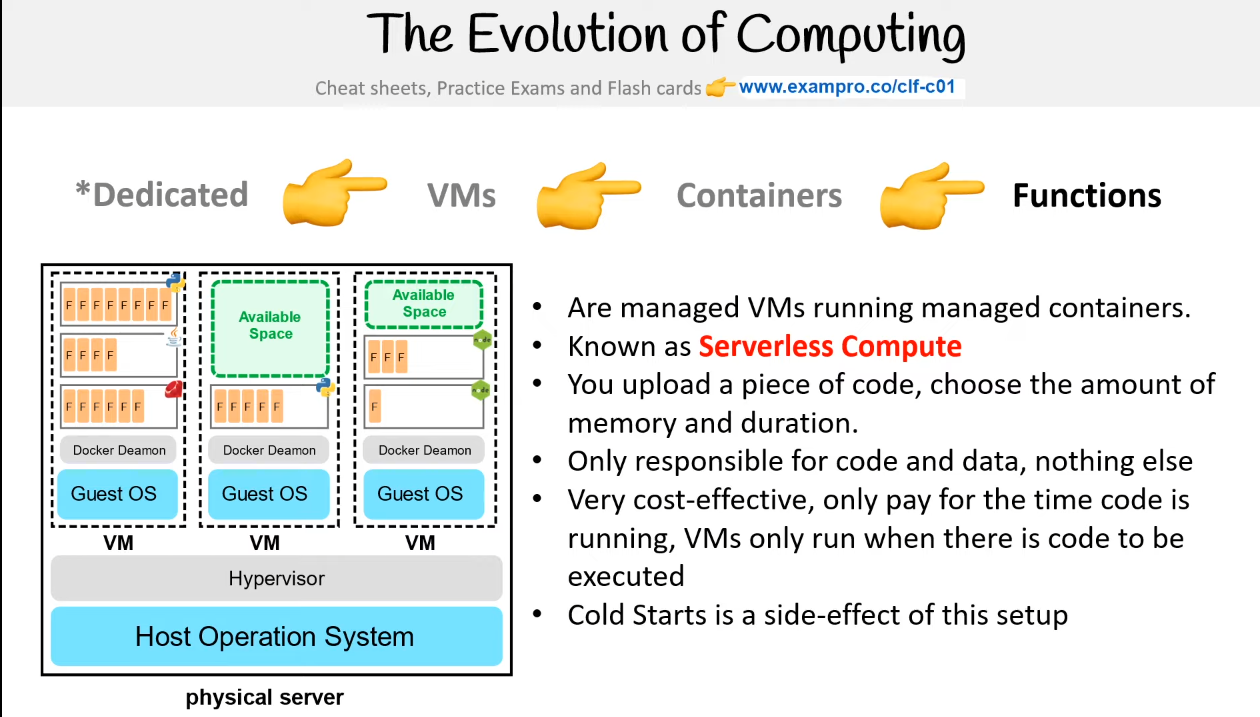 The Evolution of Computing
Cheat sheets, Practice Exams and Flash cards 👉 www.exampro.co/clf-c01
*Dedicated 👉 VMs 👉 Containers 👉 Functions
F F F F F F F F
F F F F
F F F F F F
Docker Deamon
Guest OS
VM
Available
Space
F F F F F
Docker Deamon
Guest OS
VM
Available
Space
F F F
node
F
node
Docker Deamon
Guest OS
VM
Hypervisor
Host Operation System
physical server
• Are managed VMs running managed containers.
• Known as Serverless Compute
• You upload a piece of code, choose the amount of
memory and duration.
• Only responsible for code and data, nothing else
• Very cost-effective, only pay for the time code is
running, VMs only run when there is code to be
executed
• Cold Starts is a side-effect of this setup